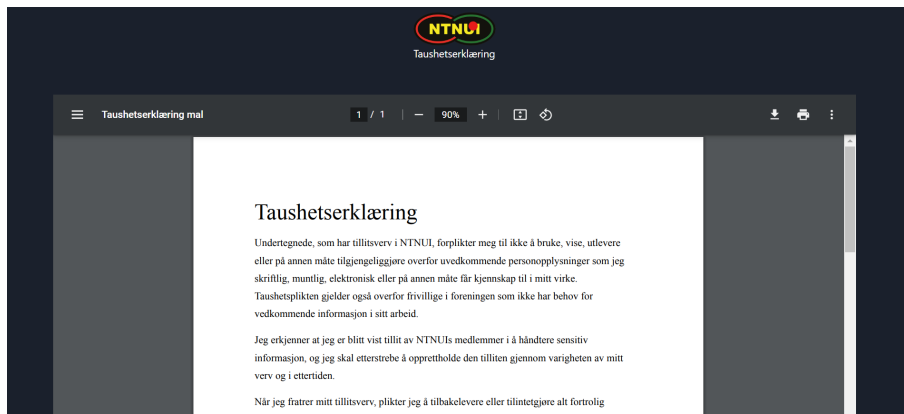 NTNUI
Taushetserklæring
Taushetserklæring mal
1 / 1
90%
Taushetserklæring
Undertegnede, som har tillitsverv i NTNUI, forplikter meg til ikke å bruke, vise, utlevere
eller på annen måte tilgjengeliggjøre overfor uvedkommende personopplysninger som jeg
skriftlig, muntlig, elektronisk eller på annen måte får kjennskap til i mitt virke.
Taushetsplikten gjelder også overfor frivillige i foreningen som ikke har behov for
vedkommende informasjon i sitt arbeid.
Jeg erkjenner at jeg er blitt vist tillit av NTNUIs medlemmer i å håndtere sensitiv
informasjon, og jeg skal etterstrebe å opprettholde den tilliten gjennom varigheten av mitt
verv og i ettertiden.
Når jeg fratrer mitt tillitsverv, plikter jeg å tilbakelevere eller tilintetgjøre alt fortrolig